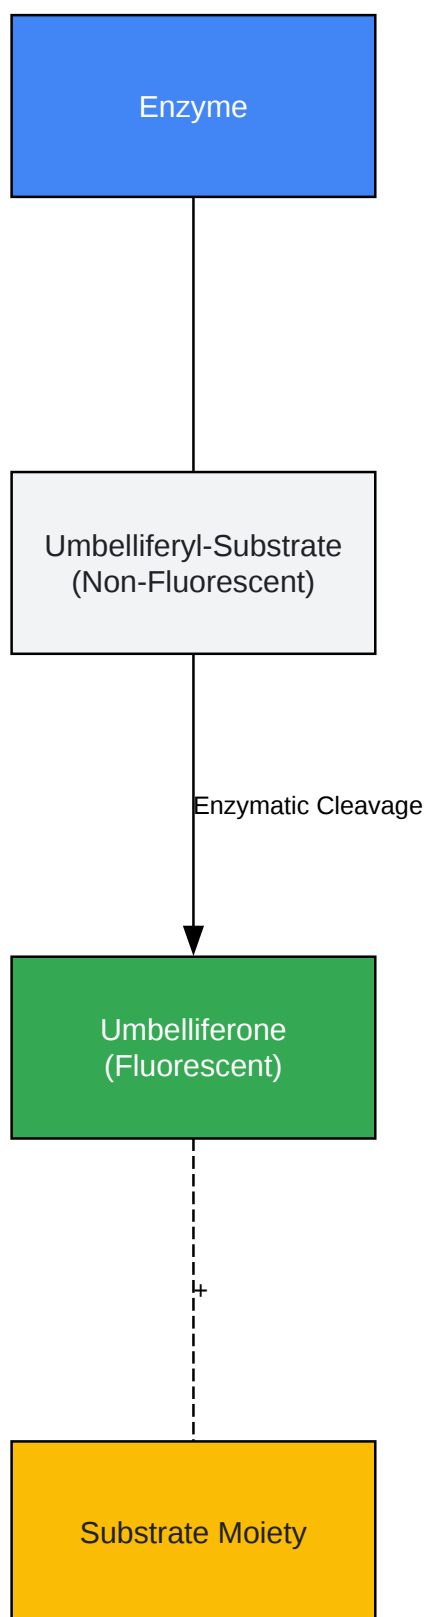 Enzyme
Umbelliferyl-Substrate
(Non-Fluorescent)
Enzymatic Cleavage
Umbelliferone
(Fluorescent)
+
Substrate Moiety